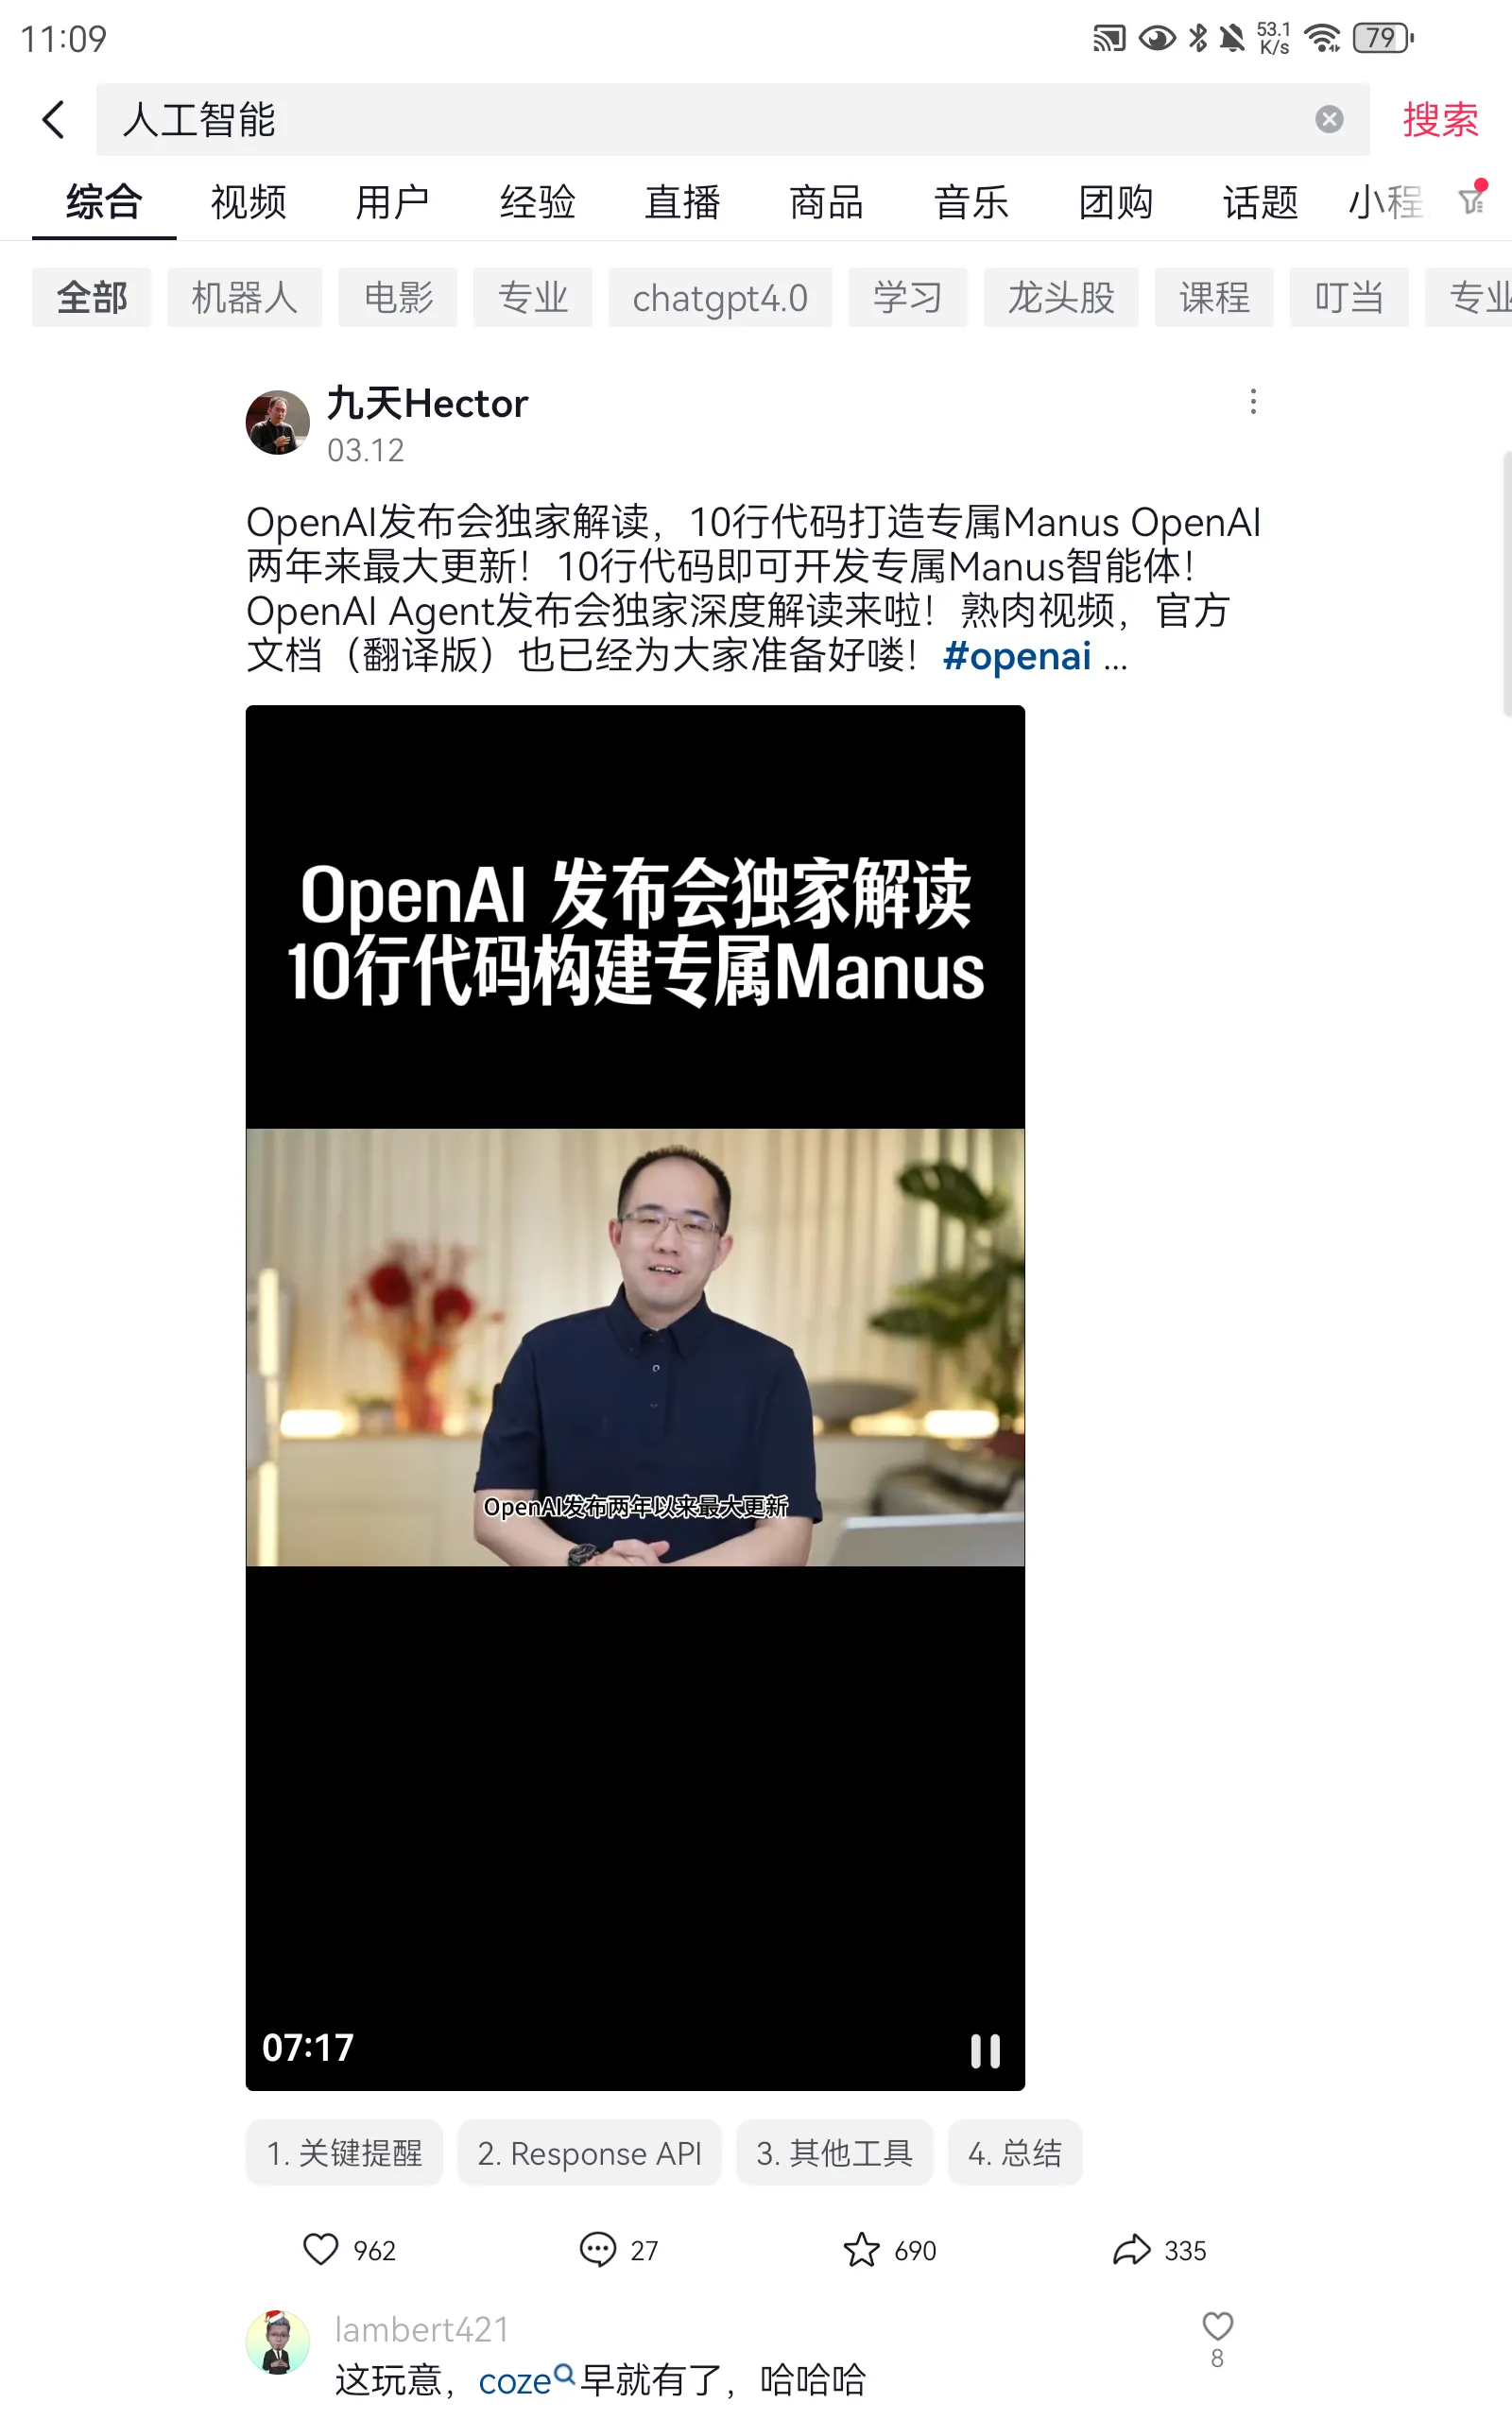 11:09
53.1
K/s
79
人工智能
搜索
综合 视频 用户 经验 直播 商品 音乐 团购 话题 小程
全部 机器人 电影 专业 chatgpt4.0 学习 龙头股 课程 叮当 专业
九天Hector
03.12
OpenAI发布会独家解读，10行代码打造专属Manus OpenAI
两年来最大更新！10行代码即可开发专属Manus智能体！
OpenAI Agent发布会独家深度解读来啦！熟肉视频，官方
文档（翻译版）也已经为大家准备好喽！#openai ...
OpenAI 发布会独家解读
10行代码构建专属Manus
OpenAI发布两年以来最大更新
07:17
1. 关键提醒 2. Response API 3. 其他工具 4. 总结
962 27 690 335
lambert421
这玩意，coze早就有了，哈哈哈
8